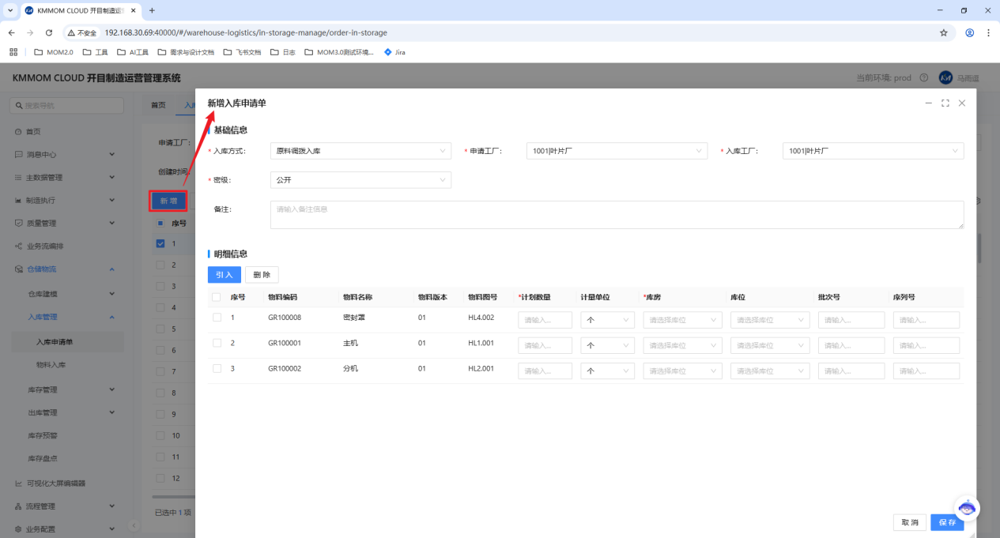 KMMOM CLOUD 开目制造运
不安全 192.168.30.69:40000/#/warehouse-logistics/in-storage-manage/order-in-storage
MOM2.0 工具 AI工具 需求与设计文档 飞书文档 日志 MOM3.0测试环境... Jira
KMMOM CLOUD 开目制造运营管理系统 当前环境: prod
搜索导航
首页
消息中心
主数据管理
制造执行
质量管理
业务流编排
仓储物流
仓库建模
入库管理
入库申请单
物料入库
库存管理
出库管理
库存预警
库存盘点
可视化大屏编辑器
流程管理
业务配置
首页 入库
申请工厂:
创建时间
新增
序号
1
2
3
4
5
6
7
8
9
10
11
12
已选中 1 项
新增入库申请单
基础信息
* 入库方式: 原料调拨入库 * 申请工厂: 1001|叶片厂 * 入库工厂: 1001|叶片厂
* 密级: 公开
备注: 请输入备注信息
明细信息
引入 删除
序号 物料编码 物料名称 物料版本 物料图号 *计划数量 计量单位 *库房 库位 批次号 序列号
1 GR100008 密封罩 01 HL4.002 请输入... 个 请选择库位 请选择库位 请输入... 请输入...
2 GR100001 主机 01 HL1.001 请输入... 个 请选择库位 请选择库位 请输入... 请输入...
3 GR100002 分机 01 HL2.001 请输入... 个 请选择库位 请选择库位 请输入... 请输入...
取消 保存